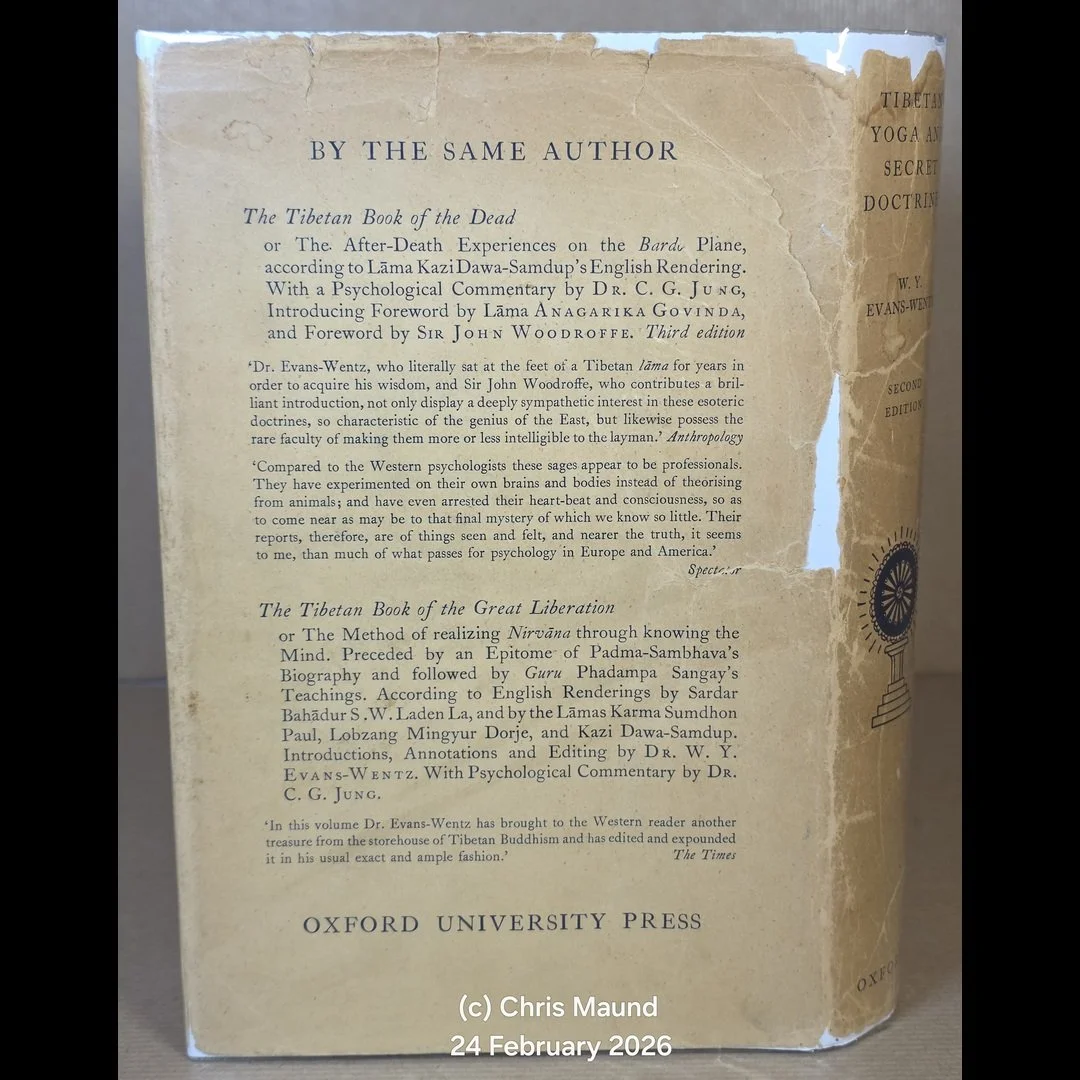 BY THE SAME AUTHOR
The Tibetan Book of the Dead
or The After-Death Experiences on the Bardo Plane,
according to Lāma Kazi Dawa-Samdup's English Rendering.
With a Psychological Commentary by DR. C. G. JUNG,
Introducing Foreword by Lāma ANAGARIKA GOVINDA,
and Foreword by SIR JOHN WOODROFFE. Third edition
'Dr. Evans-Wentz, who literally sat at the feet of a Tibetan lāma for years in
order to acquire his wisdom, and Sir John Woodroffe, who contributes a bril-
liant introduction, not only display a deeply sympathetic interest in these esoteric
doctrines, so characteristic of the genius of the East, but likewise possess the
rare faculty of making them more or less intelligible to the layman.' Anthropology
'Compared to the Western psychologists these sages appear to be professionals.
They have experimented on their own brains and bodies instead of theorising
from animals; and have even arrested their heart-beat and consciousness, so as
to come near as may be to that final mystery of which we know so little. Their
reports, therefore, are of things seen and felt, and nearer the truth, it seems
to me, than much of what passes for psychology in Europe and America.'
Spectator
The Tibetan Book of the Great Liberation
or The Method of realizing Nirvāna through knowing the
Mind. Preceded by an Epitome of Padma-Sambhava's
Biography and followed by Guru Phadampa Sangay's
Teachings. According to English Renderings by Sardar
Bahādur S.W. Laden La, and by the Lāmas Karma Sumdhon
Paul, Lobzang Mingyur Dorje, and Kazi Dawa-Samdup.
Introductions, Annotations and Editing by DR. W. Y.
EVANS-WENTZ. With Psychological Commentary by DR.
C. G. JUNG.
'In this volume Dr. Evans-Wentz has brought to the Western reader another
treasure from the storehouse of Tibetan Buddhism and has edited and expounded
it in his usual exact and ample fashion.' The Times
OXFORD UNIVERSITY PRESS
TIBETAN
YOGA AND
SECRET
DOCTRINE
W. Y.
EVANS-WENTZ
SECOND
EDITION
(c) Chris Maund
24 February 2026